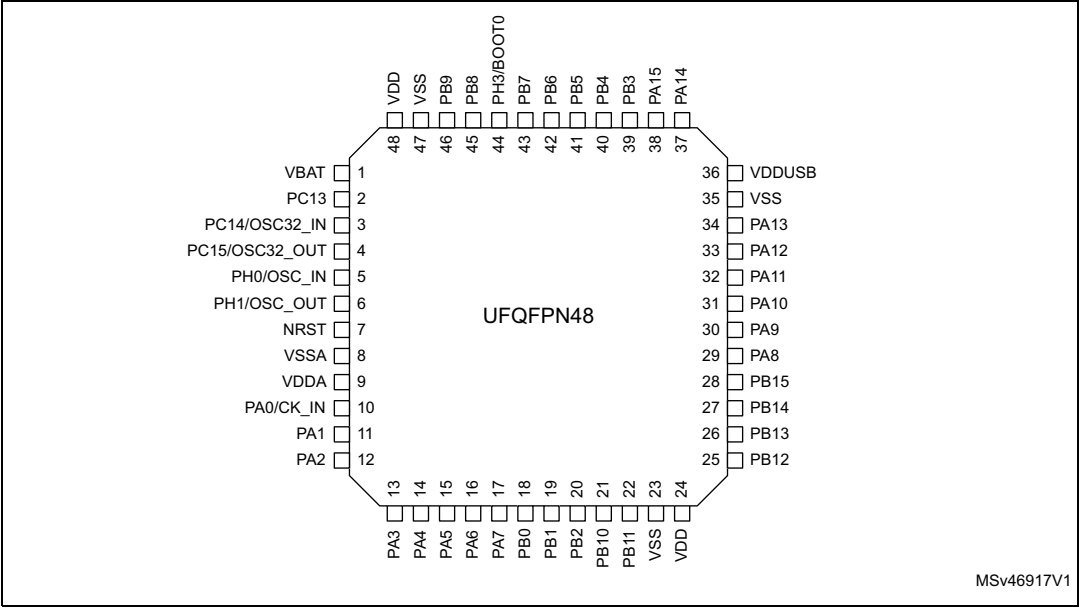 VDD
VSS
PB9
PB8
PH3/BOOT0
PB7
PB6
PB5
PB4
PB3
PA15
PA14
48
47
46
45
44
43
42
41
40
39
38
37
VBAT 1
PC13 2
PC14/OSC32_IN 3
PC15/OSC32_OUT 4
PH0/OSC_IN 5
PH1/OSC_OUT 6
NRST 7
VSSA 8
VDDA 9
PA0/CK_IN 10
PA1 11
PA2 12
UFQFPN48
36 VDDUSB
35 VSS
34 PA13
33 PA12
32 PA11
31 PA10
30 PA9
29 PA8
28 PB15
27 PB14
26 PB13
25 PB12
13
14
15
16
17
18
19
20
21
22
23
24
PA3
PA4
PA5
PA6
PA7
PB0
PB1
PB2
PB10
PB11
VSS
VDD
MSv46917V1